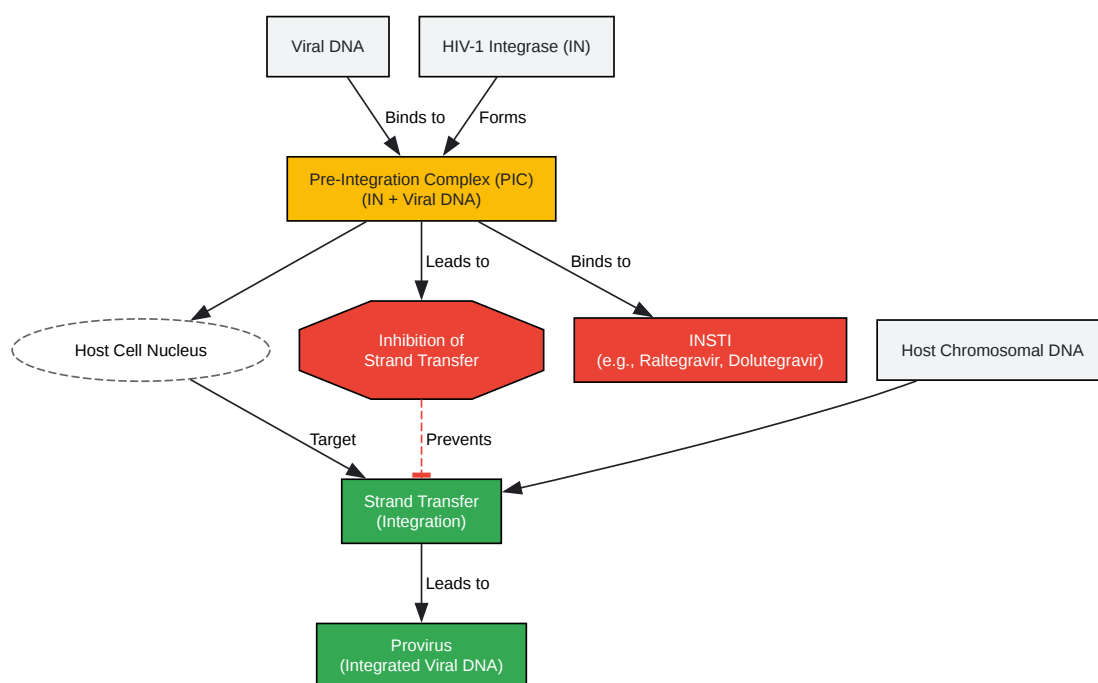 Viral DNA
HIV-1 Integrase (IN)
Binds to
Forms
Pre-Integration Complex (PIC)
(IN + Viral DNA)
Leads to
Binds to
Host Cell Nucleus
Inhibition of
Strand Transfer
INSTI
(e.g., Raltegravir, Dolutegravir)
Host Chromosomal DNA
Target
Prevents
Strand Transfer
(Integration)
Leads to
Provirus
(Integrated Viral DNA)